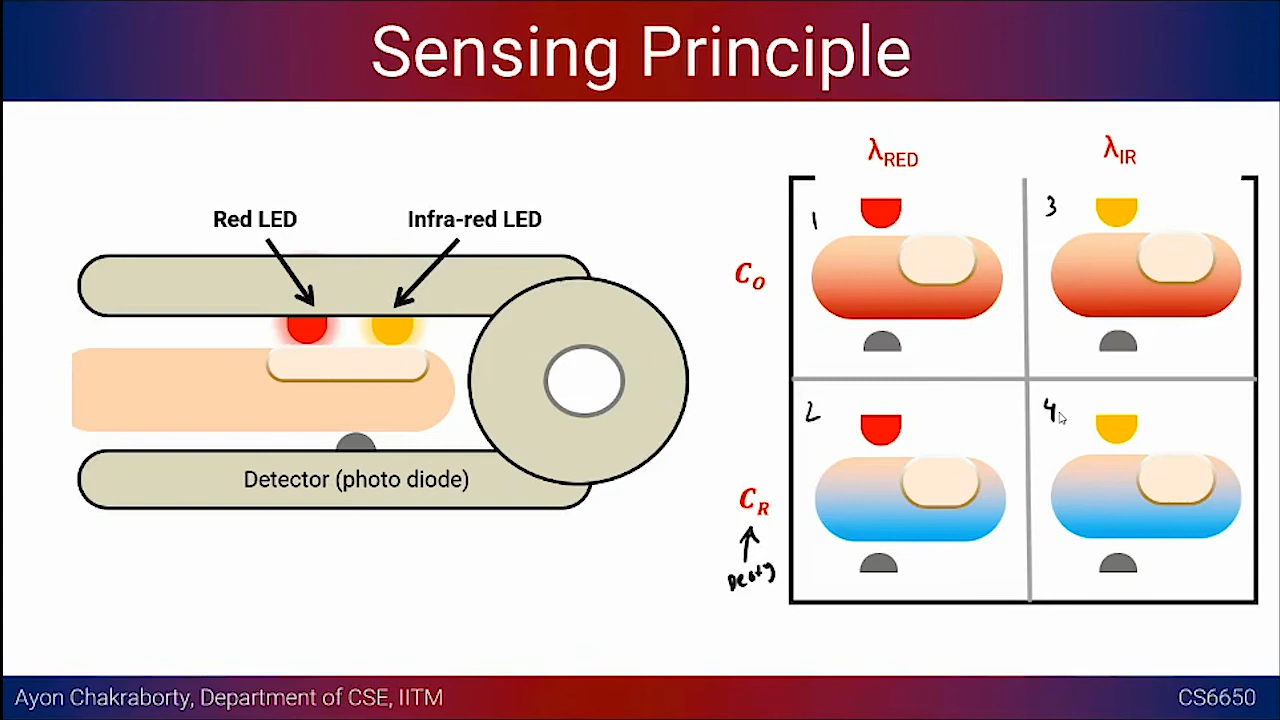 Sensing Principle
Red LED
Infra-red LED
Detector (photo diode)
λRED
λIR
CO
CR
1
3
2
4
Deoxy
Ayon Chakraborty, Department of CSE, IITM
CS6650